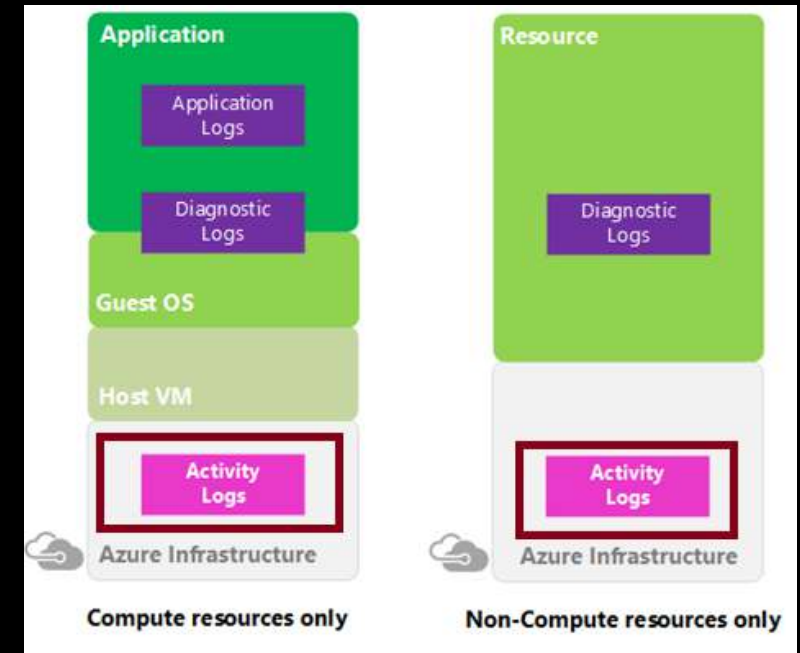 Application
Application
Logs
Diagnostic
Logs
Guest OS
Host VM
Activity
Logs
Azure Infrastructure
Compute resources only
Resource
Diagnostic
Logs
Activity
Logs
Azure Infrastructure
Non-Compute resources only